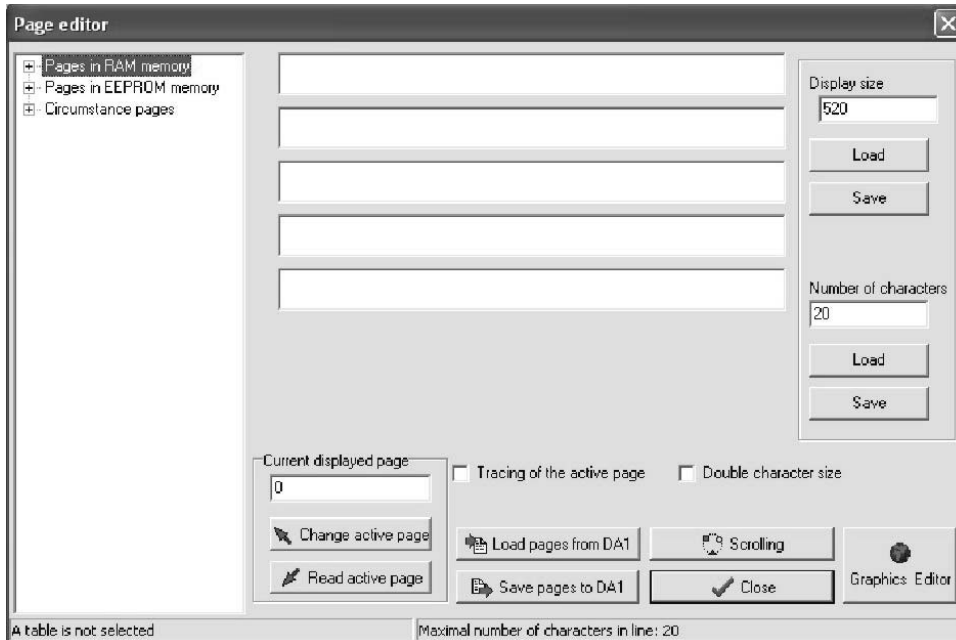 Page editor
Pages in RAM memory
Pages in EEPROM memory
Circumstance pages
Display size
520
Load
Save
Number of characters
20
Load
Save
Current displayed page
0
Change active page
Read active page
Tracing of the active page
Double character size
Load pages from DA1
Scrolling
Save pages to DA1
Close
Graphics Editor
A table is not selected
Maximal number of characters in line: 20